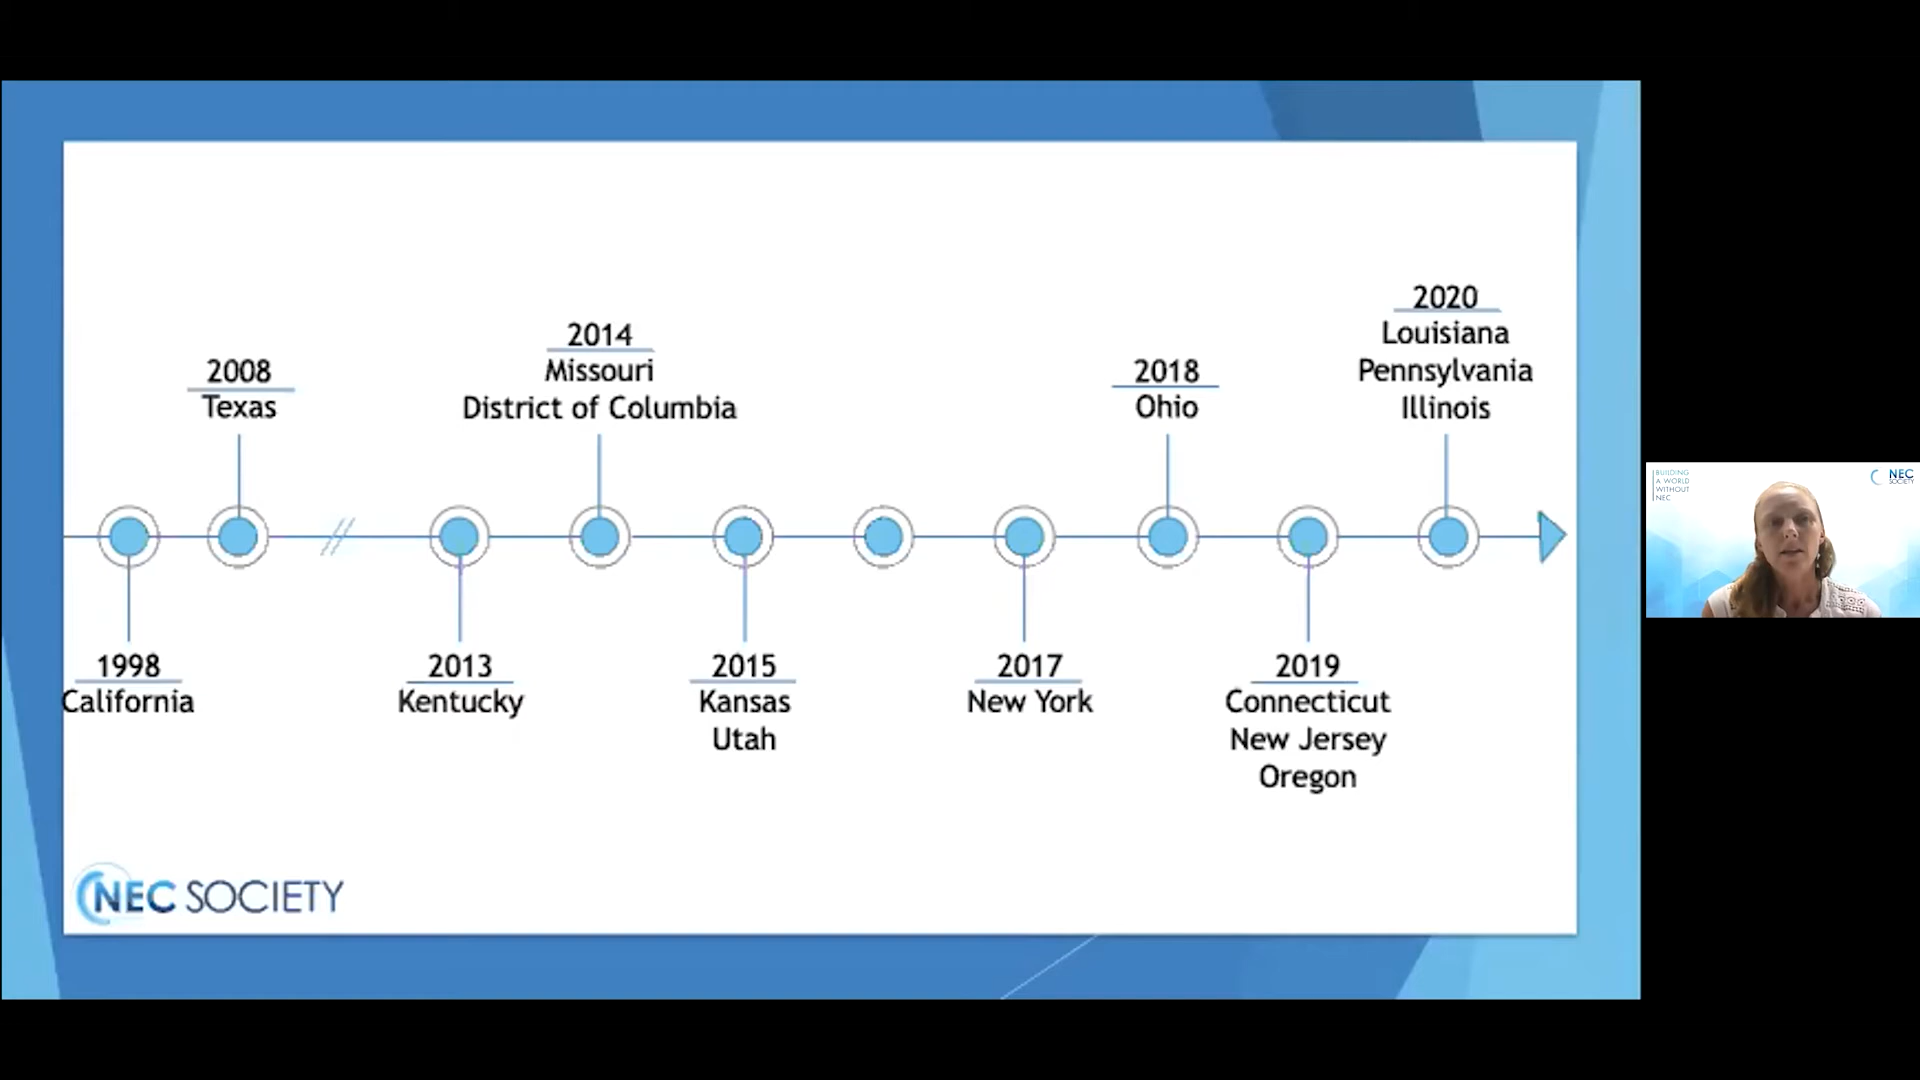 2020
Louisiana
Pennsylvania
Illinois
2014
Missouri
District of Columbia
2008
Texas
2018
Ohio
1998
California
2013
Kentucky
2015
Kansas
Utah
2017
New York
2019
Connecticut
New Jersey
Oregon
NEC SOCIETY
BUILDING
A WORLD
WITHOUT
NEC
NEC
SOCIETY